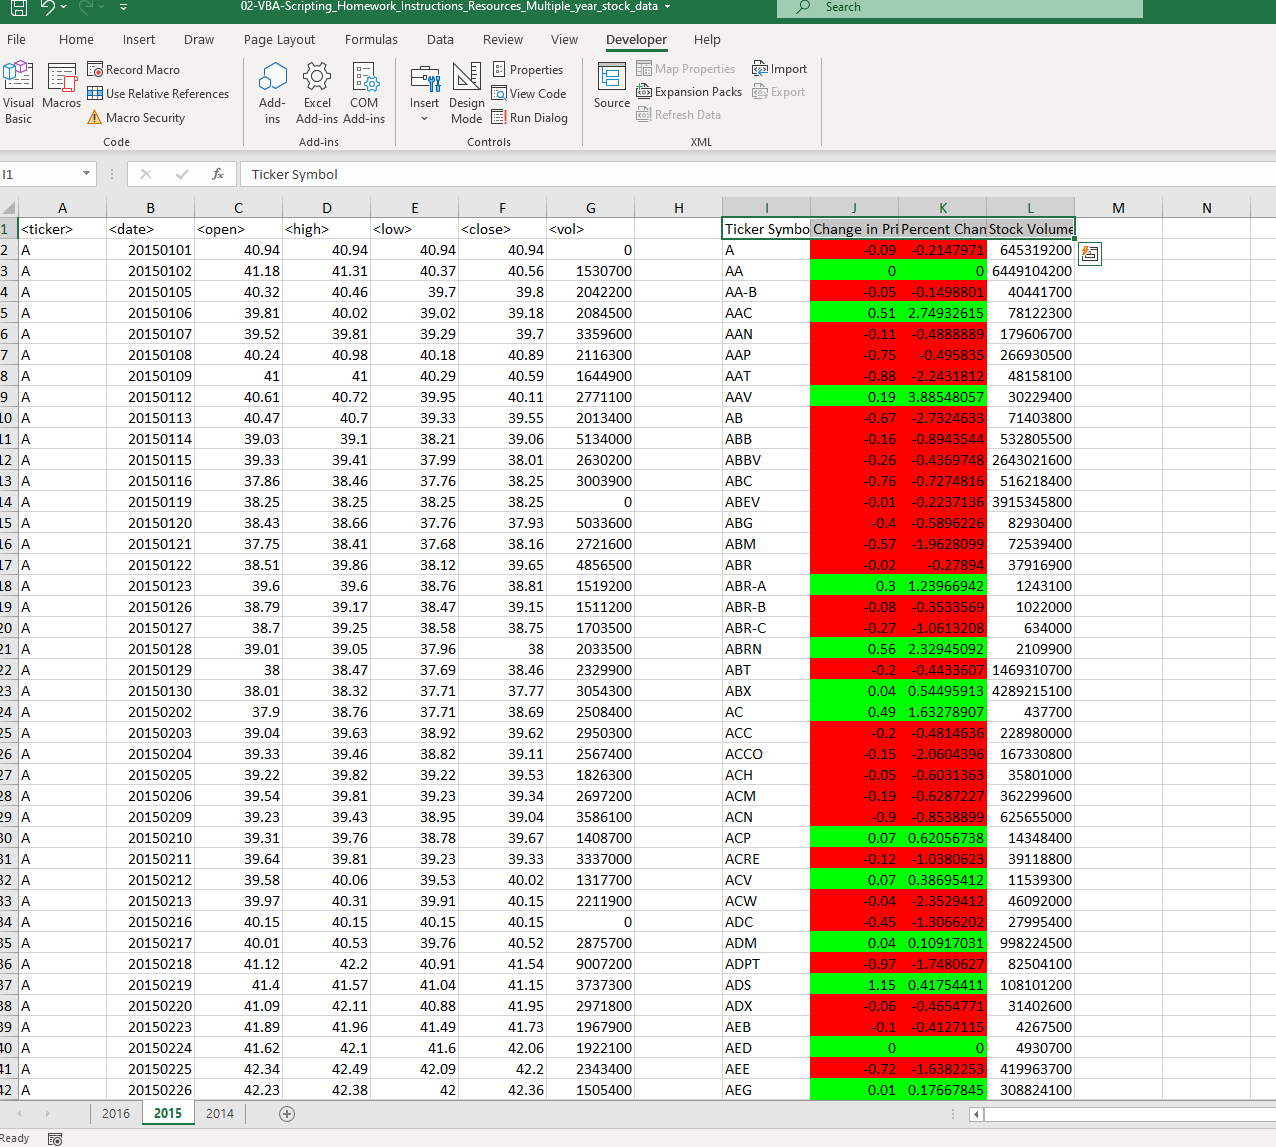 02-VBA-Scripting_Homework_Instructions_Resources_Multiple_year_stock_data Search
File Home Insert Draw Page Layout Formulas Data Review View Developer Help
Visual Basic Macros Record Macro Use Relative References Macro Security
Code
Add-ins Excel Add-ins COM Add-ins
Add-ins
Insert Design Mode Properties View Code Run Dialog
Controls
Source Map Properties Expansion Packs Refresh Data Import Export
XML
I1 fx Ticker Symbol
A B C D E F G H I J K L M N
1 <ticker> <date> <open> <high> <low> <close> <vol> Ticker Symbo Change in Pri Percent Chan Stock Volume
2 A 20150101 40.94 40.94 40.94 40.94 0 A -0.09 -0.2147971 645319200
3 A 20150102 41.18 41.31 40.37 40.56 1530700 AA 0 0 6449104200
4 A 20150105 40.32 40.46 39.7 39.8 2042200 AA-B -0.05 -0.1498801 40441700
5 A 20150106 39.81 40.02 39.02 39.18 2084500 AAC 0.51 2.74932615 78122300
6 A 20150107 39.52 39.81 39.29 39.7 3359600 AAN -0.11 -0.4888889 179606700
7 A 20150108 40.24 40.98 40.18 40.89 2116300 AAP -0.75 -0.495835 266930500
8 A 20150109 41 41 40.29 40.59 1644900 AAT -0.88 -2.2431812 48158100
9 A 20150112 40.61 40.72 39.95 40.11 2771100 AAV 0.19 3.88548057 30229400
10 A 20150113 40.47 40.7 39.33 39.55 2013400 AB -0.67 -2.7324633 71403800
11 A 20150114 39.03 39.1 38.21 39.06 5134000 ABB -0.16 -0.8943544 532805500
12 A 20150115 39.33 39.41 37.99 38.01 2630200 ABBV -0.26 -0.4369748 2643021600
13 A 20150116 37.86 38.46 37.76 38.25 3003900 ABC -0.76 -0.7274816 516218400
14 A 20150119 38.25 38.25 38.25 38.25 0 ABEV -0.01 -0.2237136 3915345800
15 A 20150120 38.43 38.66 37.76 37.93 5033600 ABG -0.4 -0.5896226 82930400
16 A 20150121 37.75 38.41 37.68 38.16 2721600 ABM -0.57 -1.9628099 72539400
17 A 20150122 38.51 39.86 38.12 39.65 4856500 ABR -0.02 -0.27894 37916900
18 A 20150123 39.6 39.6 38.76 38.81 1519200 ABR-A 0.3 1.23966942 1243100
19 A 20150126 38.79 39.17 38.47 39.15 1511200 ABR-B -0.08 -0.3533569 1022000
20 A 20150127 38.7 39.25 38.58 38.75 1703500 ABR-C -0.27 -1.0613208 634000
21 A 20150128 39.01 39.05 37.96 38 2033500 ABRN 0.56 2.32945092 2109900
22 A 20150129 38 38.47 37.69 38.46 2329900 ABT -0.2 -0.4433607 1469310700
23 A 20150130 38.01 38.32 37.71 37.77 3054300 ABX 0.04 0.54495913 4289215100
24 A 20150202 37.9 38.76 37.71 38.69 2508400 AC 0.49 1.63278907 437700
25 A 20150203 39.04 39.63 38.92 39.62 2950300 ACC -0.2 -0.4814636 228980000
26 A 20150204 39.33 39.46 38.82 39.11 2567400 ACCO -0.15 -2.0604396 167330800
27 A 20150205 39.22 39.82 39.22 39.53 1826300 ACH -0.05 -0.6031363 35801000
28 A 20150206 39.54 39.81 39.23 39.34 2697200 ACM -0.19 -0.6287227 362299600
29 A 20150209 39.23 39.43 38.95 39.04 3586100 ACN -0.9 -0.8538899 625655000
30 A 20150210 39.31 39.76 38.78 39.67 1408700 ACP 0.07 0.62056738 14348400
31 A 20150211 39.64 39.81 39.23 39.33 3337000 ACRE -0.12 -1.0380623 39118800
32 A 20150212 39.58 40.06 39.53 40.02 1317700 ACV 0.07 0.38695412 11539300
33 A 20150213 39.97 40.31 39.91 40.15 2211900 ACW -0.04 -2.3529412 46092000
34 A 20150216 40.15 40.15 40.15 40.15 0 ADC -0.45 -1.3066202 27995400
35 A 20150217 40.01 40.53 39.76 40.52 2875700 ADM 0.04 0.10917031 998224500
36 A 20150218 41.12 42.2 40.91 41.54 9007200 ADPT -0.97 -1.7480627 82504100
37 A 20150219 41.4 41.57 41.04 41.15 3737300 ADS 1.15 0.41754411 108101200
38 A 20150220 41.09 42.11 40.88 41.95 2971800 ADX -0.06 -0.4654771 31402600
39 A 20150223 41.89 41.96 41.49 41.73 1967900 AEB -0.1 -0.4127115 4267500
40 A 20150224 41.62 42.1 41.6 42.06 1922100 AED 0 0 4930700
41 A 20150225 42.34 42.49 42.09 42.2 2343400 AEE -0.72 -1.6382253 419963700
42 A 20150226 42.23 42.38 42 42.36 1505400 AEG 0.01 0.17667845 308824100
2016 2015 2014
Ready